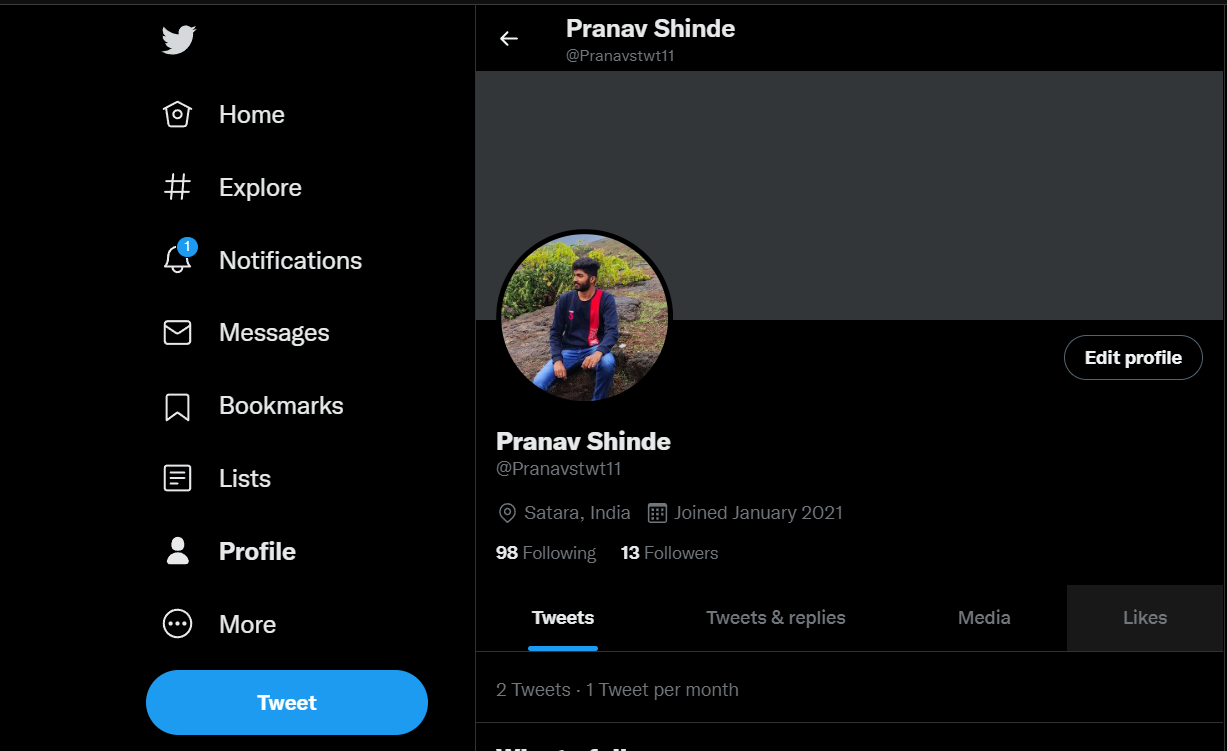 Pranav Shinde
@Pranavstwt11
Home
Explore
1
Notifications
Messages
Bookmarks
Lists
Profile
More
Tweet
Edit profile
Pranav Shinde
@Pranavstwt11
Satara, India Joined January 2021
98 Following 13 Followers
Tweets Tweets & replies Media Likes
2 Tweets · 1 Tweet per month